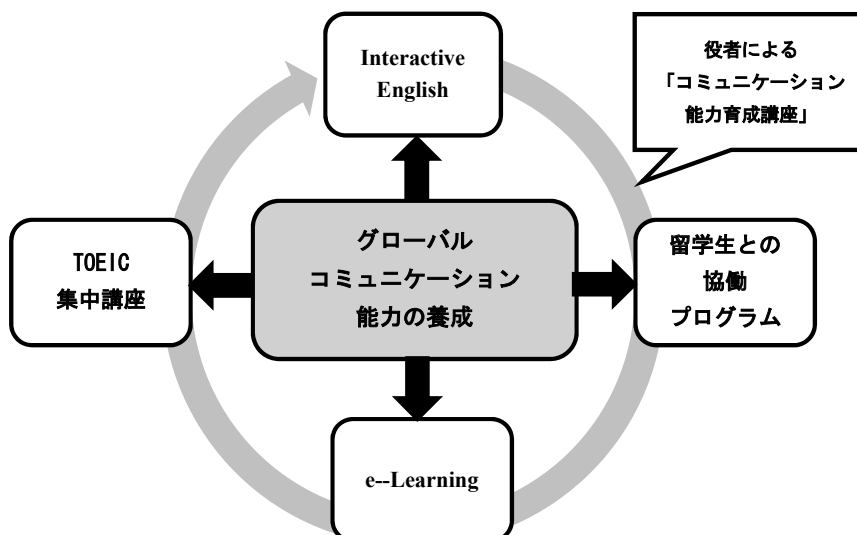 Interactive
English
役者による
「コミュニケーション
能力育成講座」
TOEIC
集中講座
グローバル
コミュニケーション
能力の養成
留学生との
協働
プログラム
e--Learning